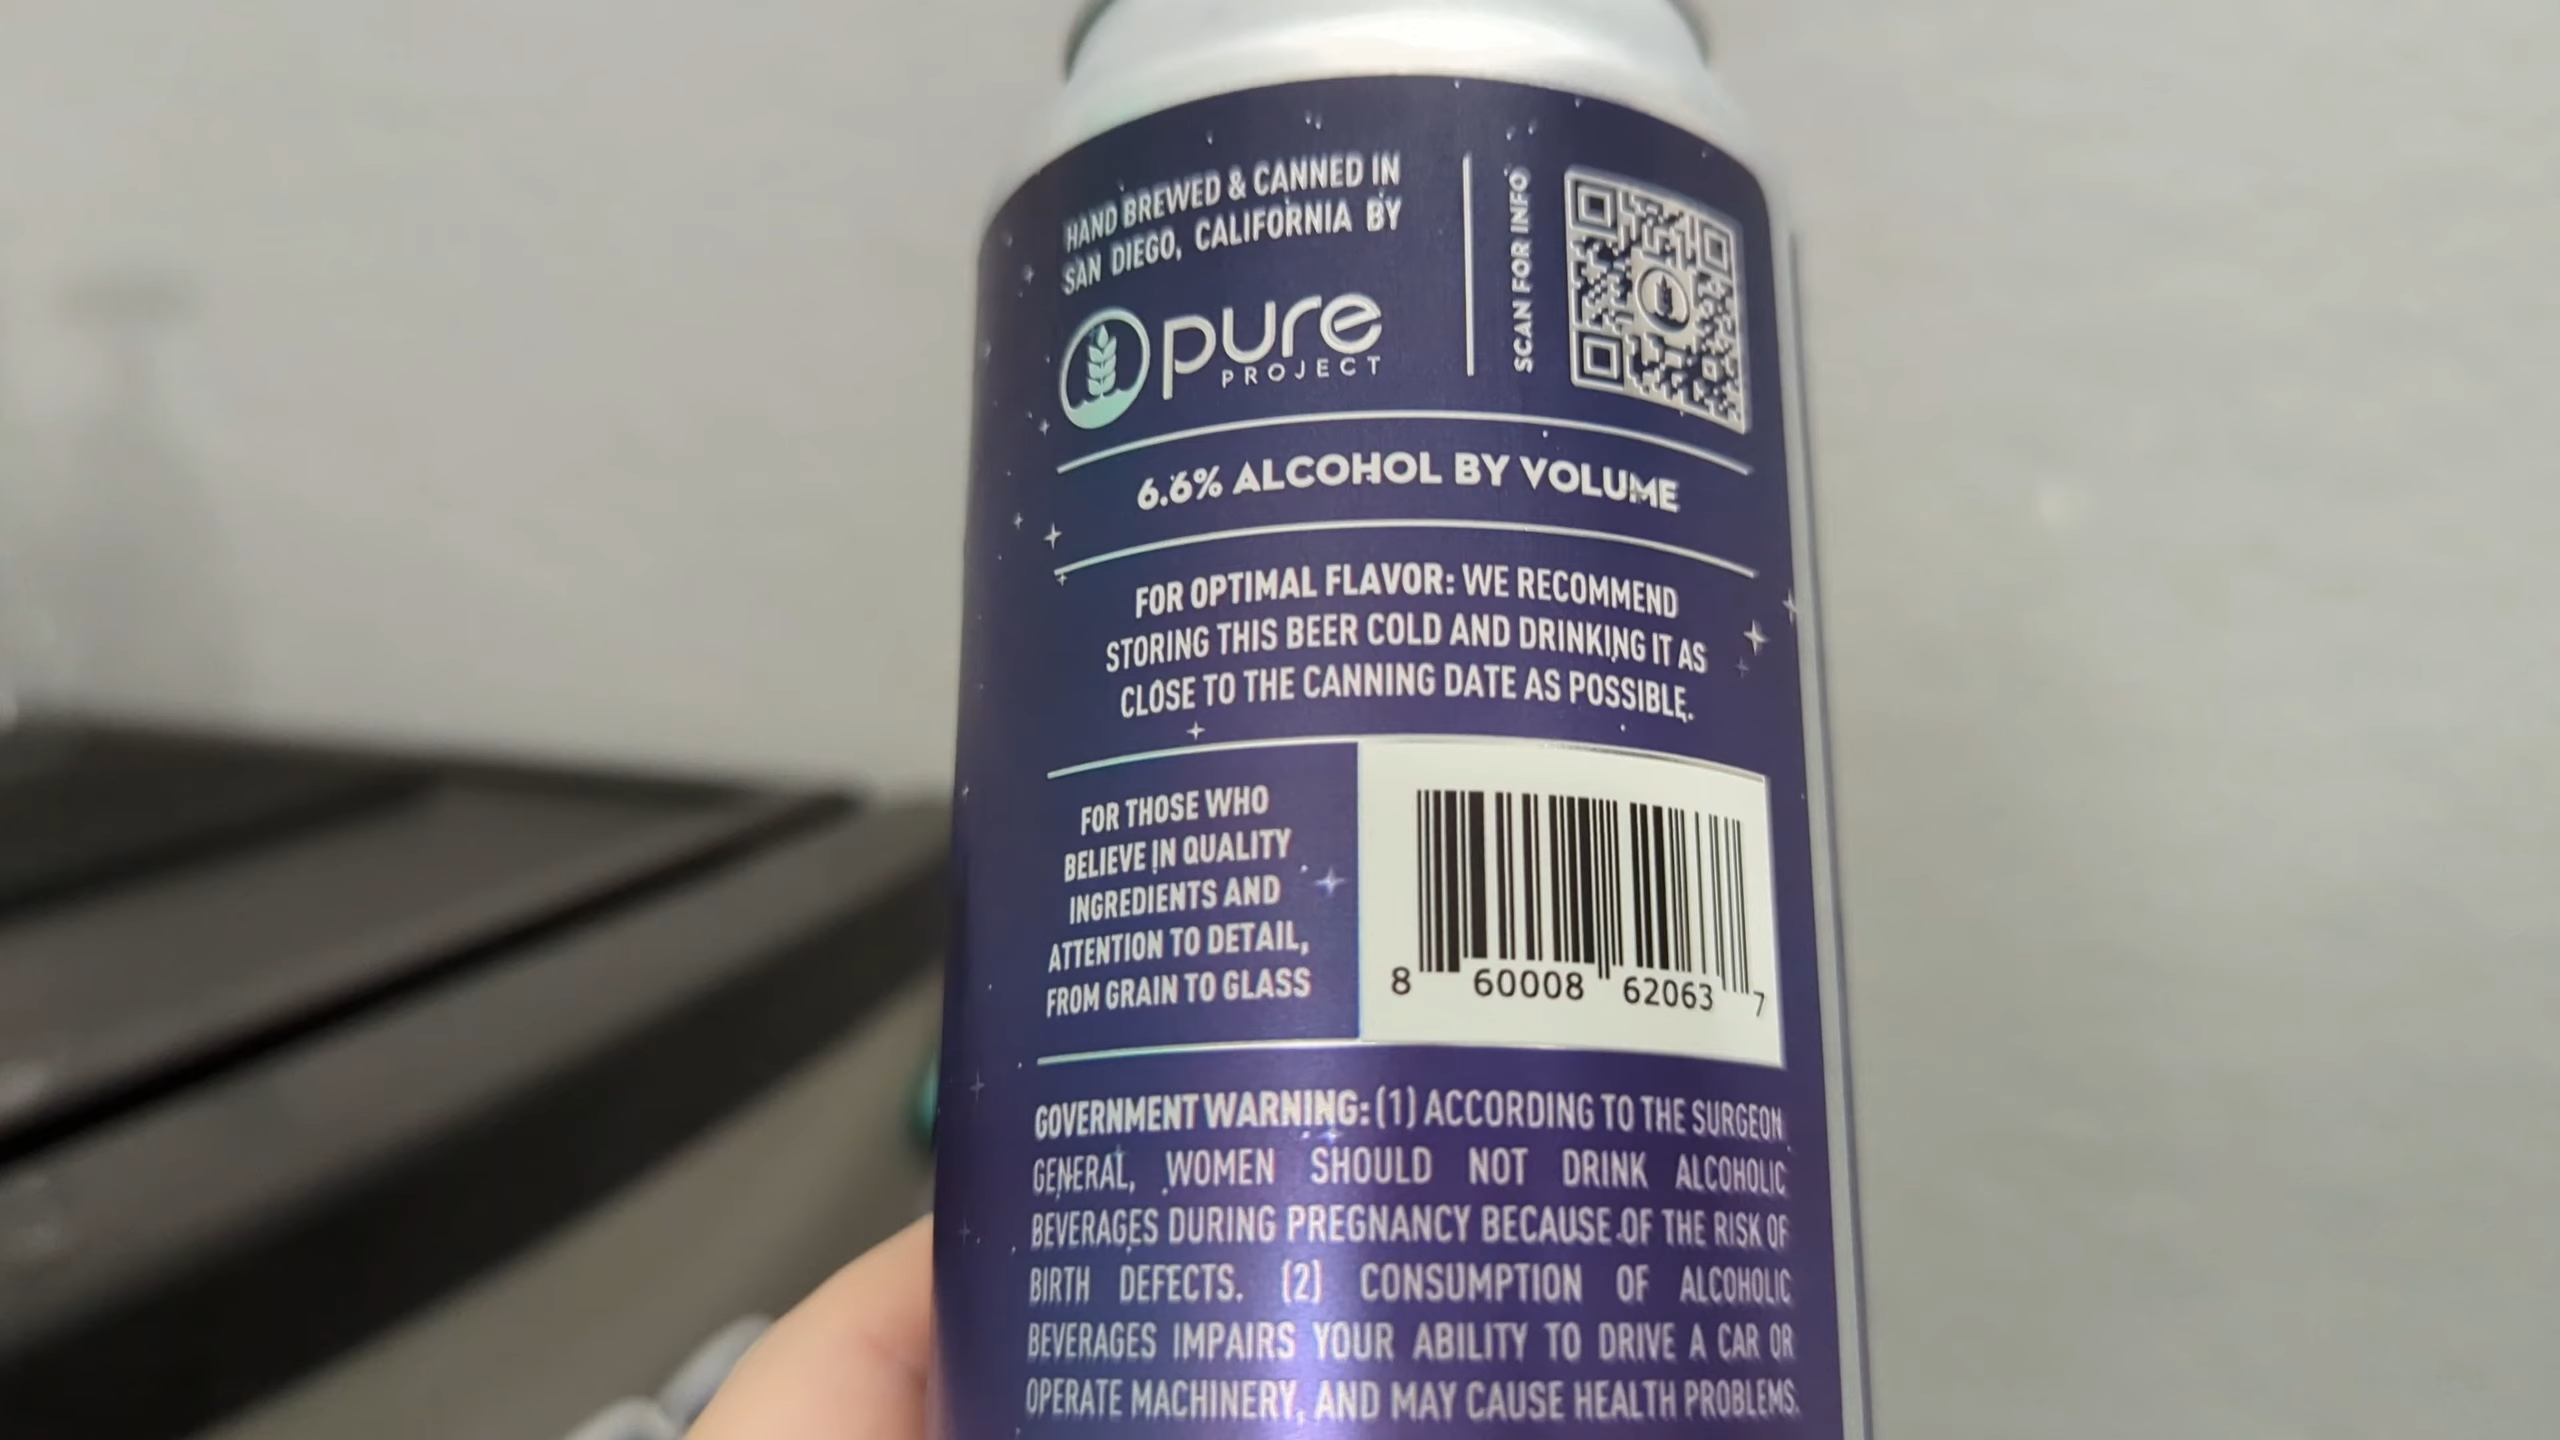 HAND BREWED & CANNED IN
SAN DIEGO, CALIFORNIA BY
pure
PROJECT
SCAN FOR INFO
6.6% ALCOHOL BY VOLUME
FOR OPTIMAL FLAVOR: WE RECOMMEND
STORING THIS BEER COLD AND DRINKING IT AS
CLOSE TO THE CANNING DATE AS POSSIBLE.
FOR THOSE WHO
BELIEVE IN QUALITY
INGREDIENTS AND
ATTENTION TO DETAIL,
FROM GRAIN TO GLASS
8 60008 62063 7
GOVERNMENT WARNING: (1) ACCORDING TO THE SURGEON
GENERAL, WOMEN SHOULD NOT DRINK ALCOHOLIC
BEVERAGES DURING PREGNANCY BECAUSE OF THE RISK OF
BIRTH DEFECTS. (2) CONSUMPTION OF ALCOHOLIC
BEVERAGES IMPAIRS YOUR ABILITY TO DRIVE A CAR OR
OPERATE MACHINERY, AND MAY CAUSE HEALTH PROBLEMS.